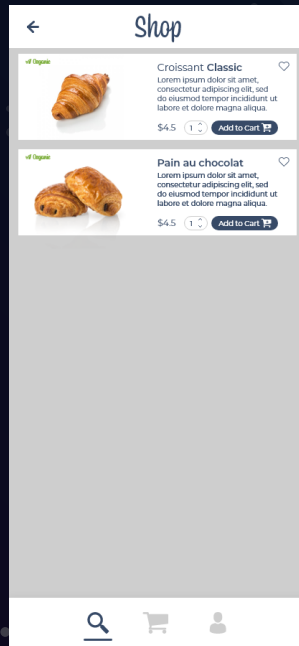 Shop
Organic
Croissant Classic
Lorem ipsum dolor sit amet,
consectetur adipiscing elit, sed
do eiusmod tempor incididunt ut
labore et dolore magna aliqua.
$4.5 1 Add to Cart
Organic
Pain au chocolat
Lorem ipsum dolor sit amet,
consectetur adipiscing elit, sed
do eiusmod tempor incididunt ut
labore et dolore magna aliqua.
$4.5 1 Add to Cart